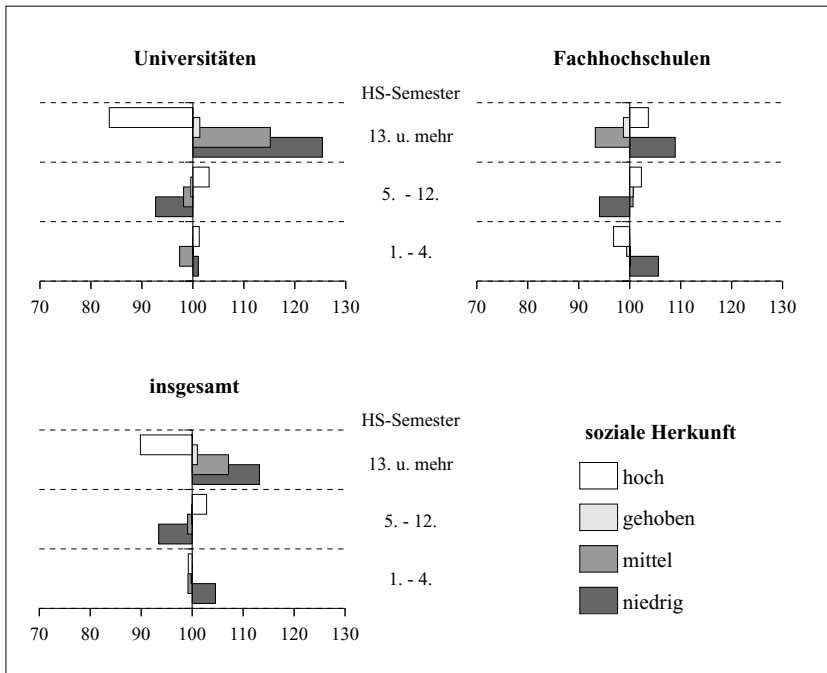 Universitäten
HS-Semester
13. u. mehr
5. - 12.
1. - 4.
70 80 90 100 110 120 130
Fachhochschulen
70 80 90 100 110 120 130
insgesamt
HS-Semester
13. u. mehr
5. - 12.
1. - 4.
70 80 90 100 110 120 130
soziale Herkunft
hoch
gehoben
mittel
niedrig